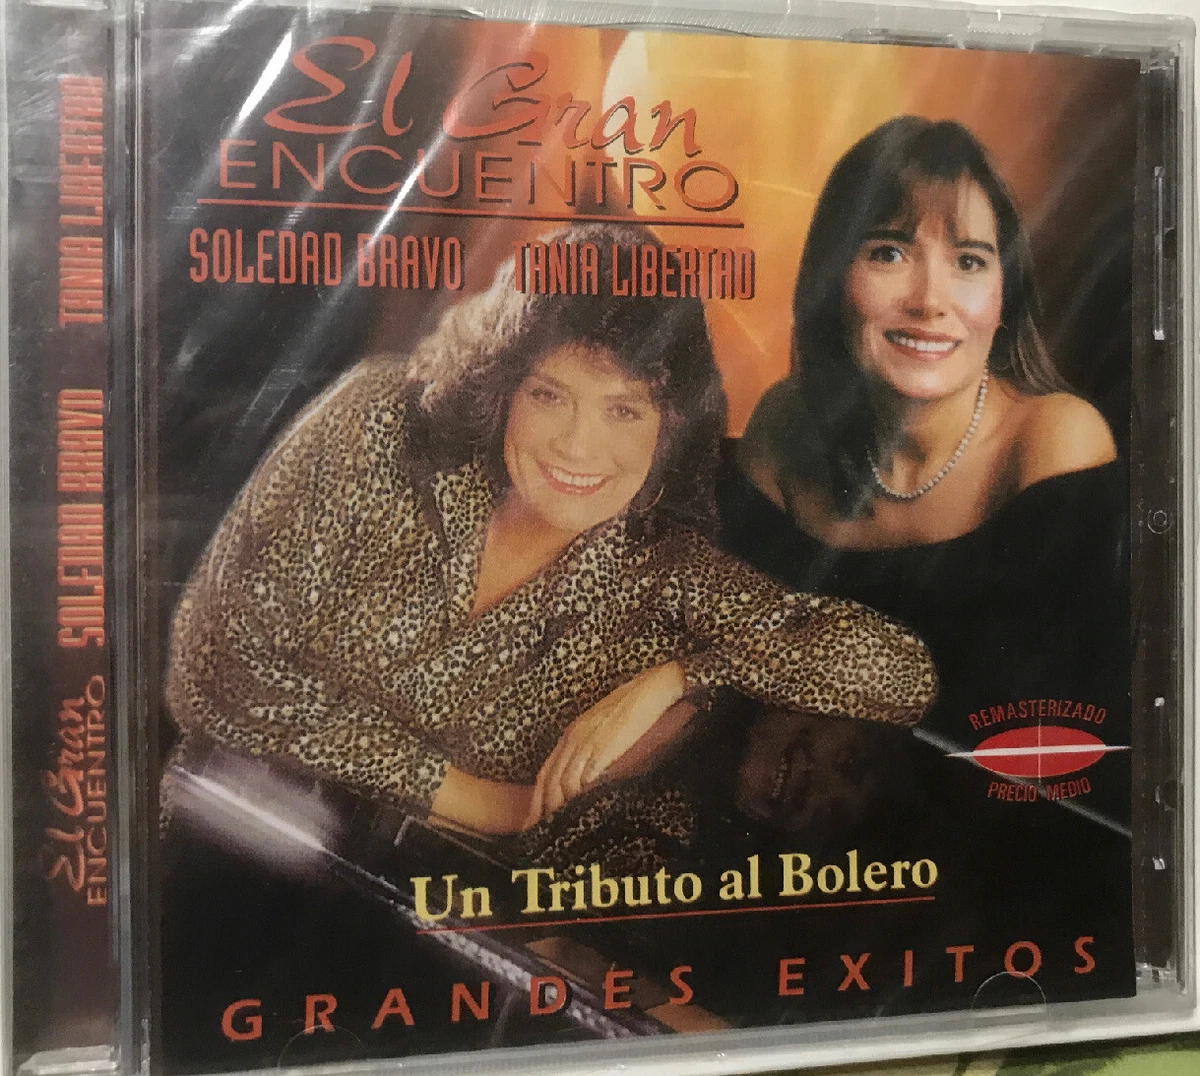 El Gran
ENCUENTRO
SOLEDAD BRAVO TANIA LIBERTAD
REMASTERIZADO
PRECIO MEDIO
Un Tributo al Bolero
GRANDES EXITOS
El Gran
ENCUENTRO
SOLEDAD BRAVO TANIA LIBERTAD